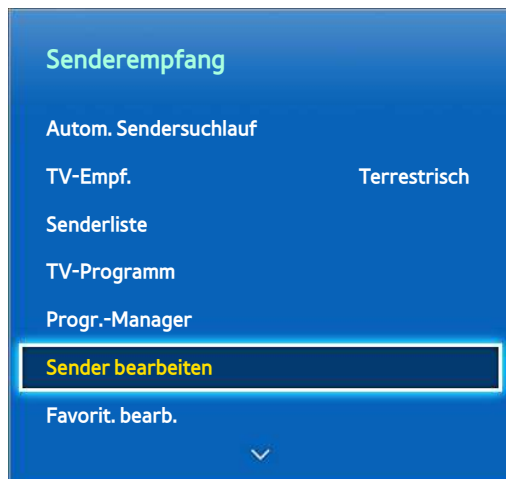 Senderempfang
Autom. Sendersuchlauf
TV-Empf. Terrestrisch
Senderliste
TV-Programm
Progr.-Manager
Sender bearbeiten
Favorit. bearb.